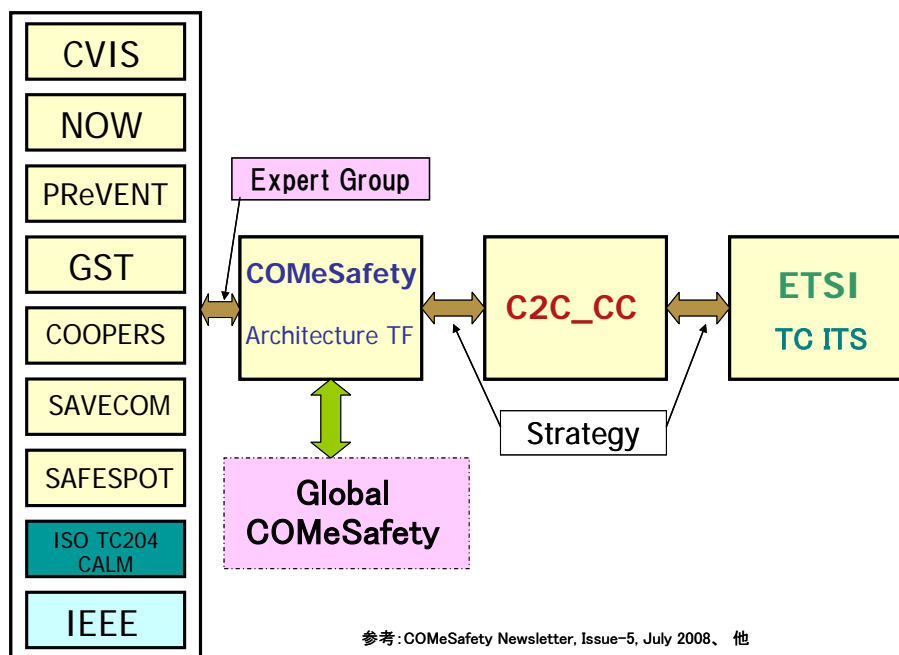 CVIS
NOW
PReVENT
GST
COOPERS
SAVECOM
SAFESPOT
ISO TC204
CALM
IEEE
Expert Group
COMeSafety
Architecture TF
C2C_CC
ETSI
TC ITS
Strategy
Global
COMeSafety
参考:COMeSafety Newsletter, Issue-5, July 2008、 他